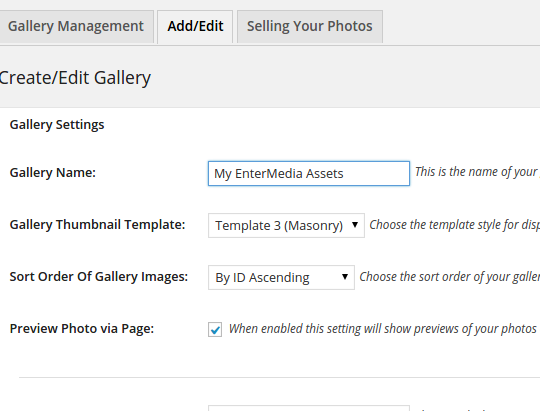 Gallery Management Add/Edit Selling Your Photos
Create/Edit Gallery
Gallery Settings
Gallery Name: My EnterMedia Assets This is the name of your
Gallery Thumbnail Template: Template 3 (Masonry) Choose the template style for
Sort Order Of Gallery Images: By ID Ascending Choose the sort order of your
Preview Photo via Page: When enabled this setting will show previews of your photos